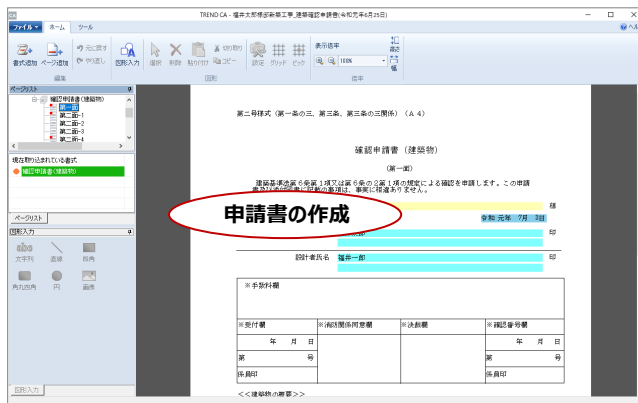 TREND CA - 福井太郎様邸新築工事_建築確認申請書(令和元年6月25日)
ファイル ホーム ツール
ヘル
書式追加 ページ追加
元に戻す
やり直し
編集
図形入力
選択 削除 貼り付け
切り取り
コピー
図形
設定 グリッド ピック
表示倍率
100%
高さ
幅
倍率
ページリスト
確認申請書(建築物)
第一面
第二面-1
第二面-2
第二面-3
第二面-4
現在取り込まれている書式
確認申請書(建築物)
ページリスト
図形入力
abc
文字列 直線 四角
角丸四角 円 画像
図形入力
第二号様式(第一条の三、第三条、第三条の三関係)(A4)
確認申請書(建築物)
(第一面)
建築基準法第6条第1項又は第6条の2第1項の規定による確認を申請します。この申請
書及び添付図書に記載の事項は、事実に相違ありません。
申請書の作成
様
令和 元年 7月 3日
印
設計者氏名 福井一郎 印
※手数料欄
※受付欄 ※消防関係同意欄 ※決裁欄 ※確認番号欄
年 月 日 年 月 日
第 号 第 号
係員印 係員印
<<建築物の概要>>